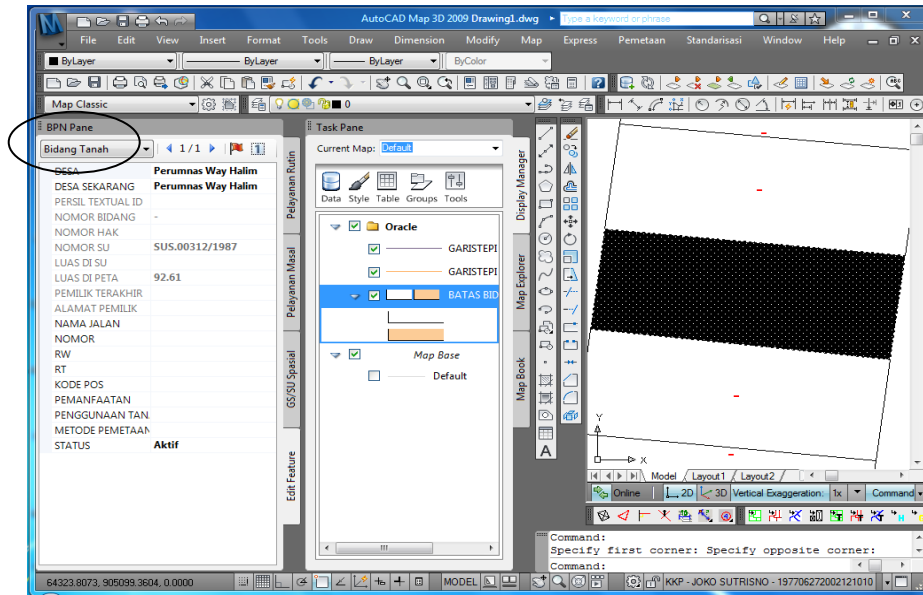 AutoCAD Map 3D 2009 Drawing1.dwg
Type a keyword or phrase
File Edit View Insert Format Tools Draw Dimension Modify Map Express Pemetaan Standarisasi Window Help
ByLayer ByLayer ByLayer ByColor
Map Classic 0
BPN Pane
Bidang Tanah 1/1
DESA Perumnas Way Halim
DESA SEKARANG Perumnas Way Halim
PERSIL TEXTUAL ID
NOMOR BIDANG -
NOMOR HAK
NOMOR SU SUS.00312/1987
LUAS DI SU
LUAS DI PETA 92.61
PEMILIK TERAKHIR
ALAMAT PEMILIK
NAMA JALAN
NOMOR
RW
RT
KODE POS
PEMANFAATAN
PENGGUNAAN TAN
METODE PEMETAAN
STATUS Aktif
Pelayanan Rutin
Pelayanan Masal
GS/SU Spasial
Edit Feature
Task Pane
Current Map: Default
Data Style Table Groups Tools
Oracle
GARISTEPI
GARISTEPI
BATAS BID
Map Base
Default
Display Manager
Map Explorer
Map Book
Y
X
Model Layout1 Layout2
Online 2D 3D Vertical Exaggeration: 1x Command
Command:
Specify first corner: Specify opposite corner:
Command:
64323.8073, 905099.3604, 0.0000 MODEL KKP - JOKO SUTRISNO - 197706272002121010